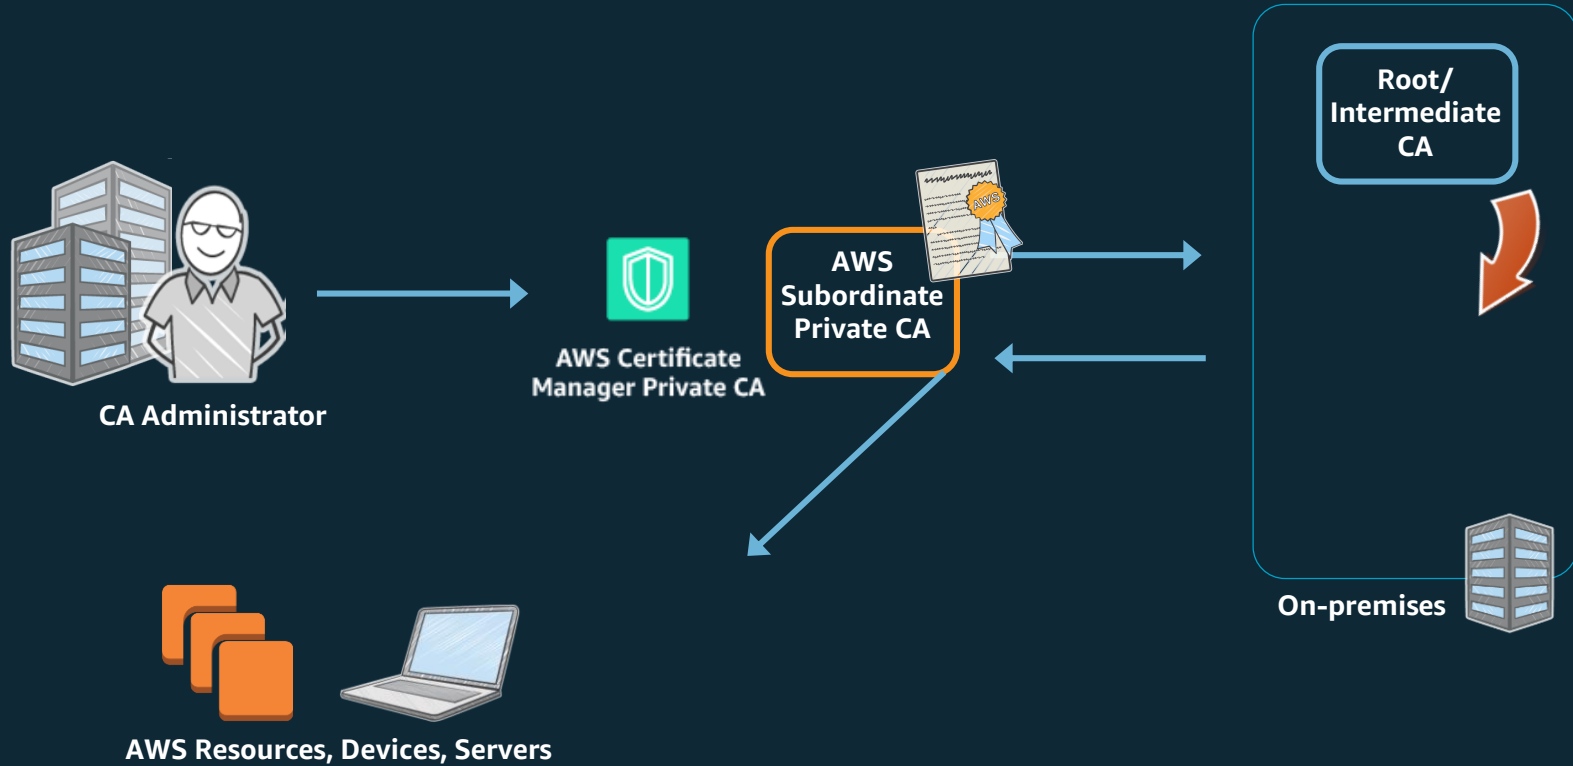 Root/
Intermediate
CA
AWS
AWS
Subordinate
Private CA
AWS Certificate
Manager Private CA
CA Administrator
On-premises
AWS Resources, Devices, Servers